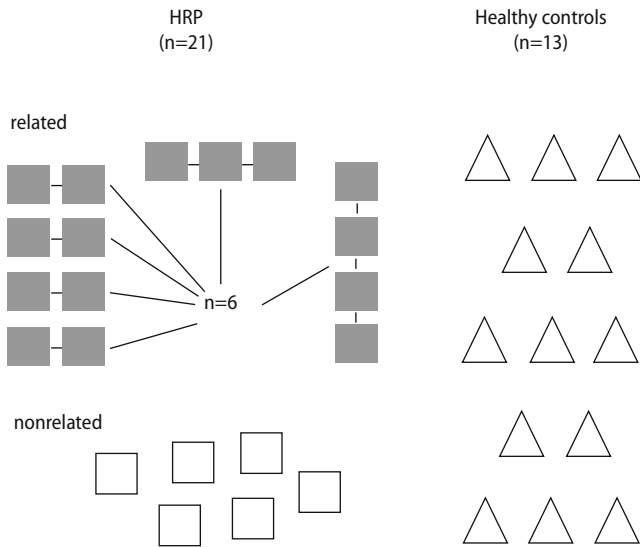 HRP
(n=21)
Healthy controls
(n=13)
related
n=6
nonrelated